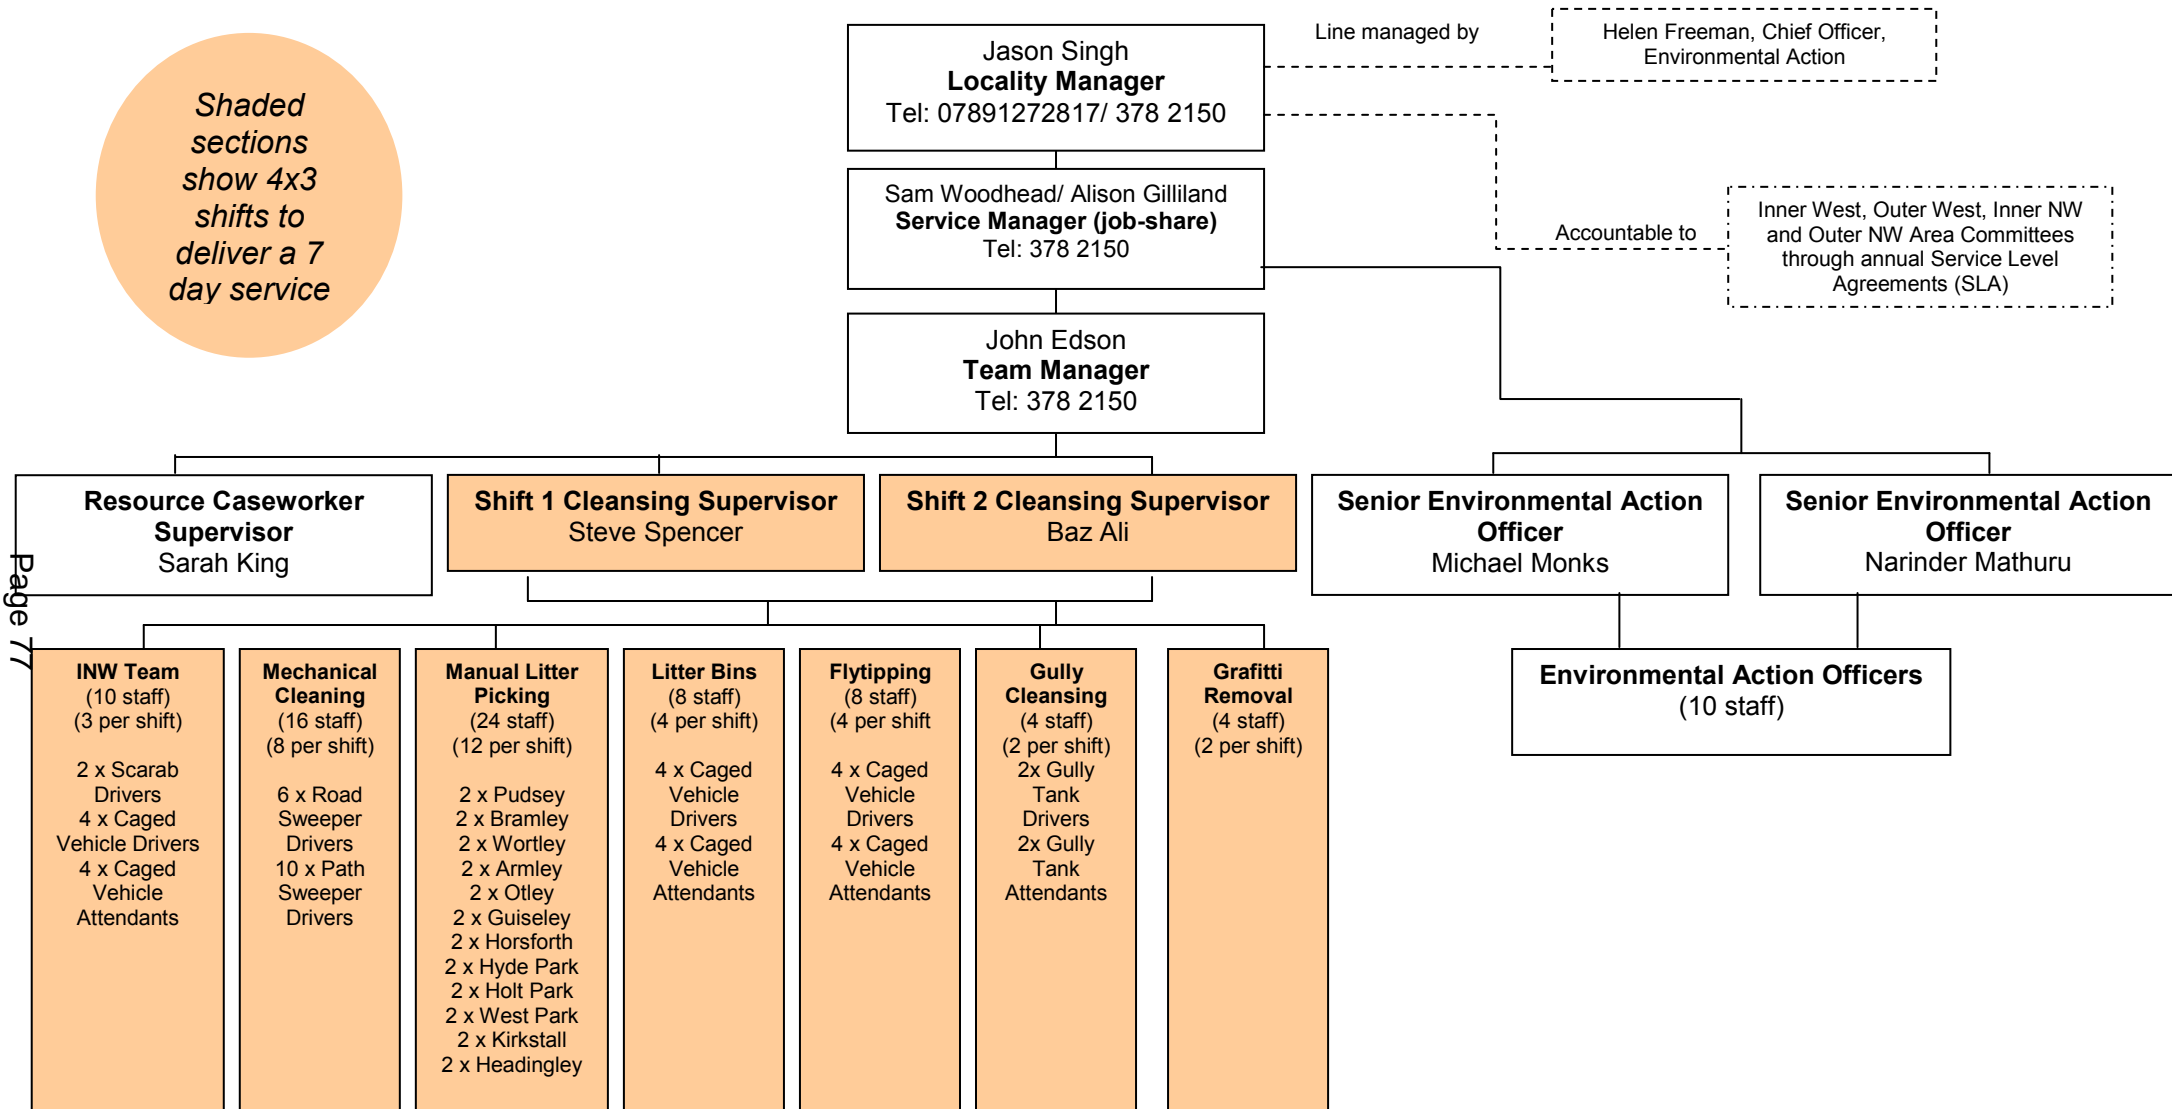 Shaded
sections
show 4x3
shifts to
deliver a 7
day service
Jason Singh
Locality Manager
Tel: 07891272817/ 378 2150
Line managed by
Helen Freeman, Chief Officer,
Environmental Action
Sam Woodhead/ Alison Gilliland
Service Manager (job-share)
Tel: 378 2150
Accountable to
Inner West, Outer West, Inner NW
and Outer NW Area Committees
through annual Service Level
Agreements (SLA)
John Edson
Team Manager
Tel: 378 2150
Resource Caseworker
Supervisor
Sarah King
Shift 1 Cleansing Supervisor
Steve Spencer
Shift 2 Cleansing Supervisor
Baz Ali
Senior Environmental Action
Officer
Michael Monks
Senior Environmental Action
Officer
Narinder Mathuru
Page 77
INW Team
(10 staff)
(3 per shift)
2 x Scarab
Drivers
4 x Caged
Vehicle Drivers
4 x Caged
Vehicle
Attendants
Mechanical
Cleaning
(16 staff)
(8 per shift)
6 x Road
Sweeper
Drivers
10 x Path
Sweeper
Drivers
Manual Litter
Picking
(24 staff)
(12 per shift)
2 x Pudsey
2 x Bramley
2 x Wortley
2 x Armley
2 x Otley
2 x Guiseley
2 x Horsforth
2 x Hyde Park
2 x Holt Park
2 x West Park
2 x Kirkstall
2 x Headingley
Litter Bins
(8 staff)
(4 per shift)
4 x Caged
Vehicle
Drivers
4 x Caged
Vehicle
Attendants
Flytipping
(8 staff)
(4 per shift
4 x Caged
Vehicle
Drivers
4 x Caged
Vehicle
Attendants
Gully
Cleansing
(4 staff)
(2 per shift)
2x Gully
Tank
Drivers
2x Gully
Tank
Attendants
Grafitti
Removal
(4 staff)
(2 per shift)
Environmental Action Officers
(10 staff)